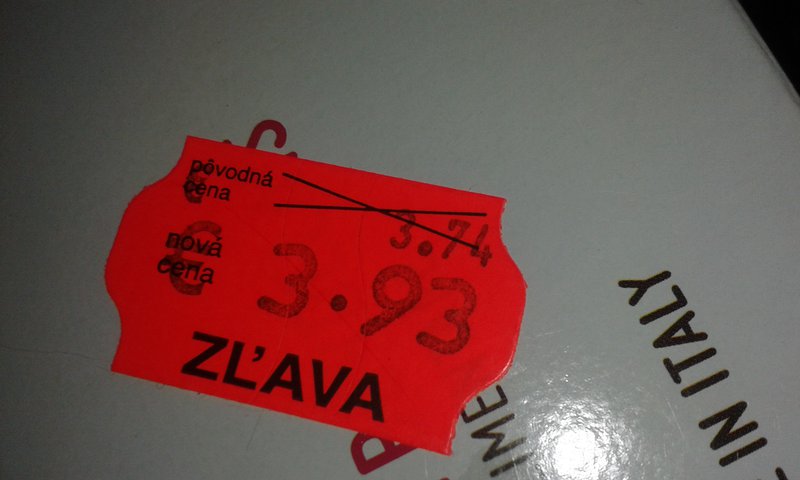 pôvodná
cena
€ 3.74
nová
cena
€ 3.93
ZĽAVA
IN ITALY